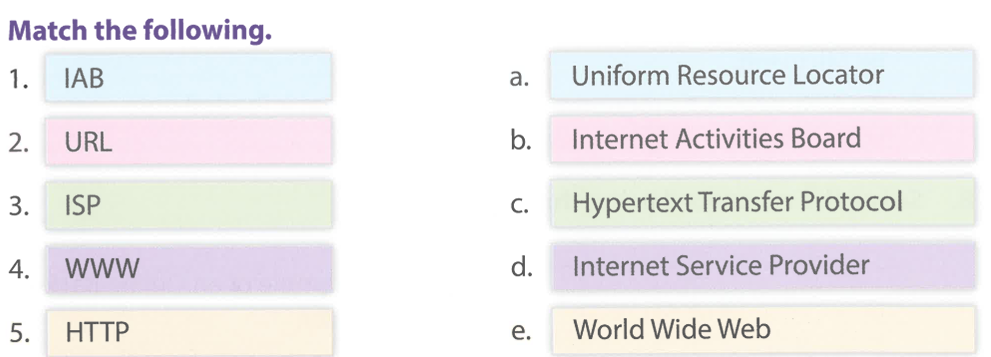 Match the following.
1. IAB a. Uniform Resource Locator
2. URL b. Internet Activities Board
3. ISP c. Hypertext Transfer Protocol
4. WWW d. Internet Service Provider
5. HTTP e. World Wide Web